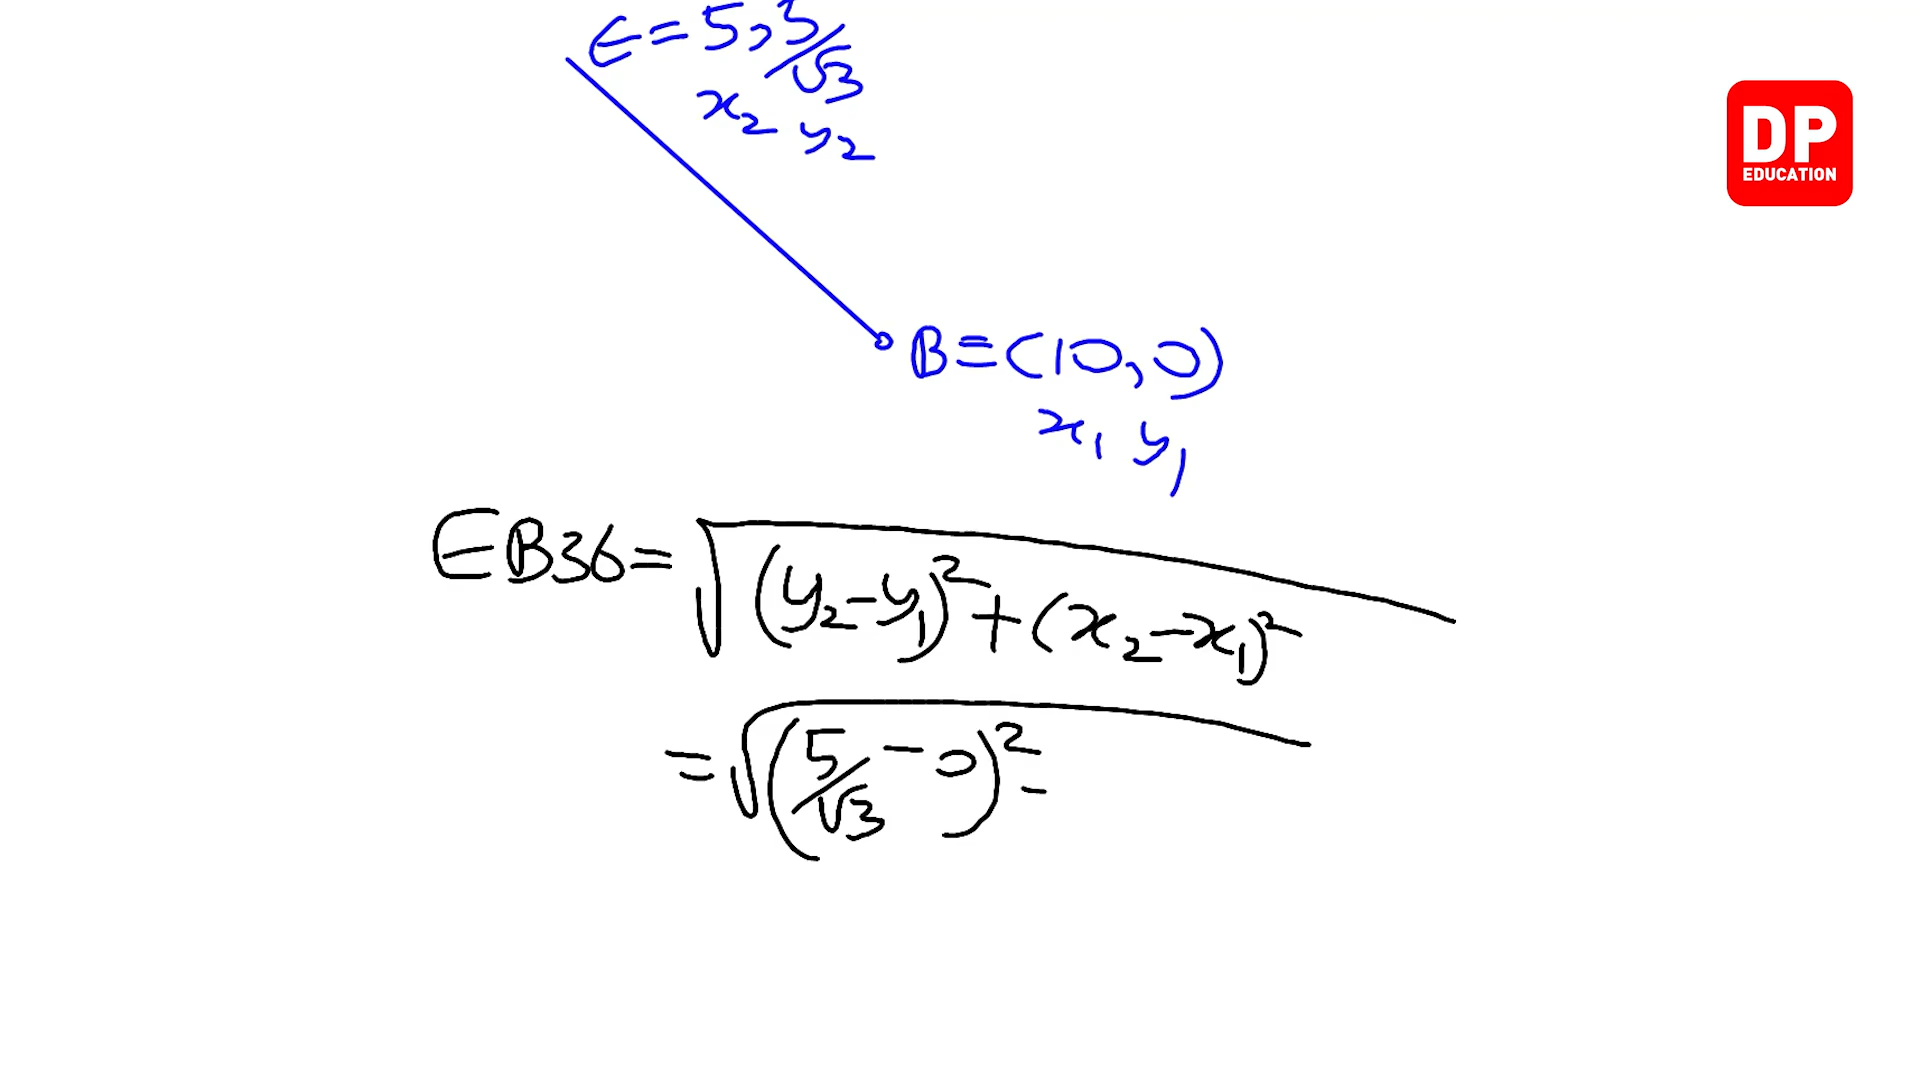 E = 5, 5/√3
x₂ y₂
DP
EDUCATION
B ≡ (10, 0)
x₁ y₁
EB36 = √(y₂-y₁)² + (x₂-x₁)²
= √(5/√3 - 0)² -